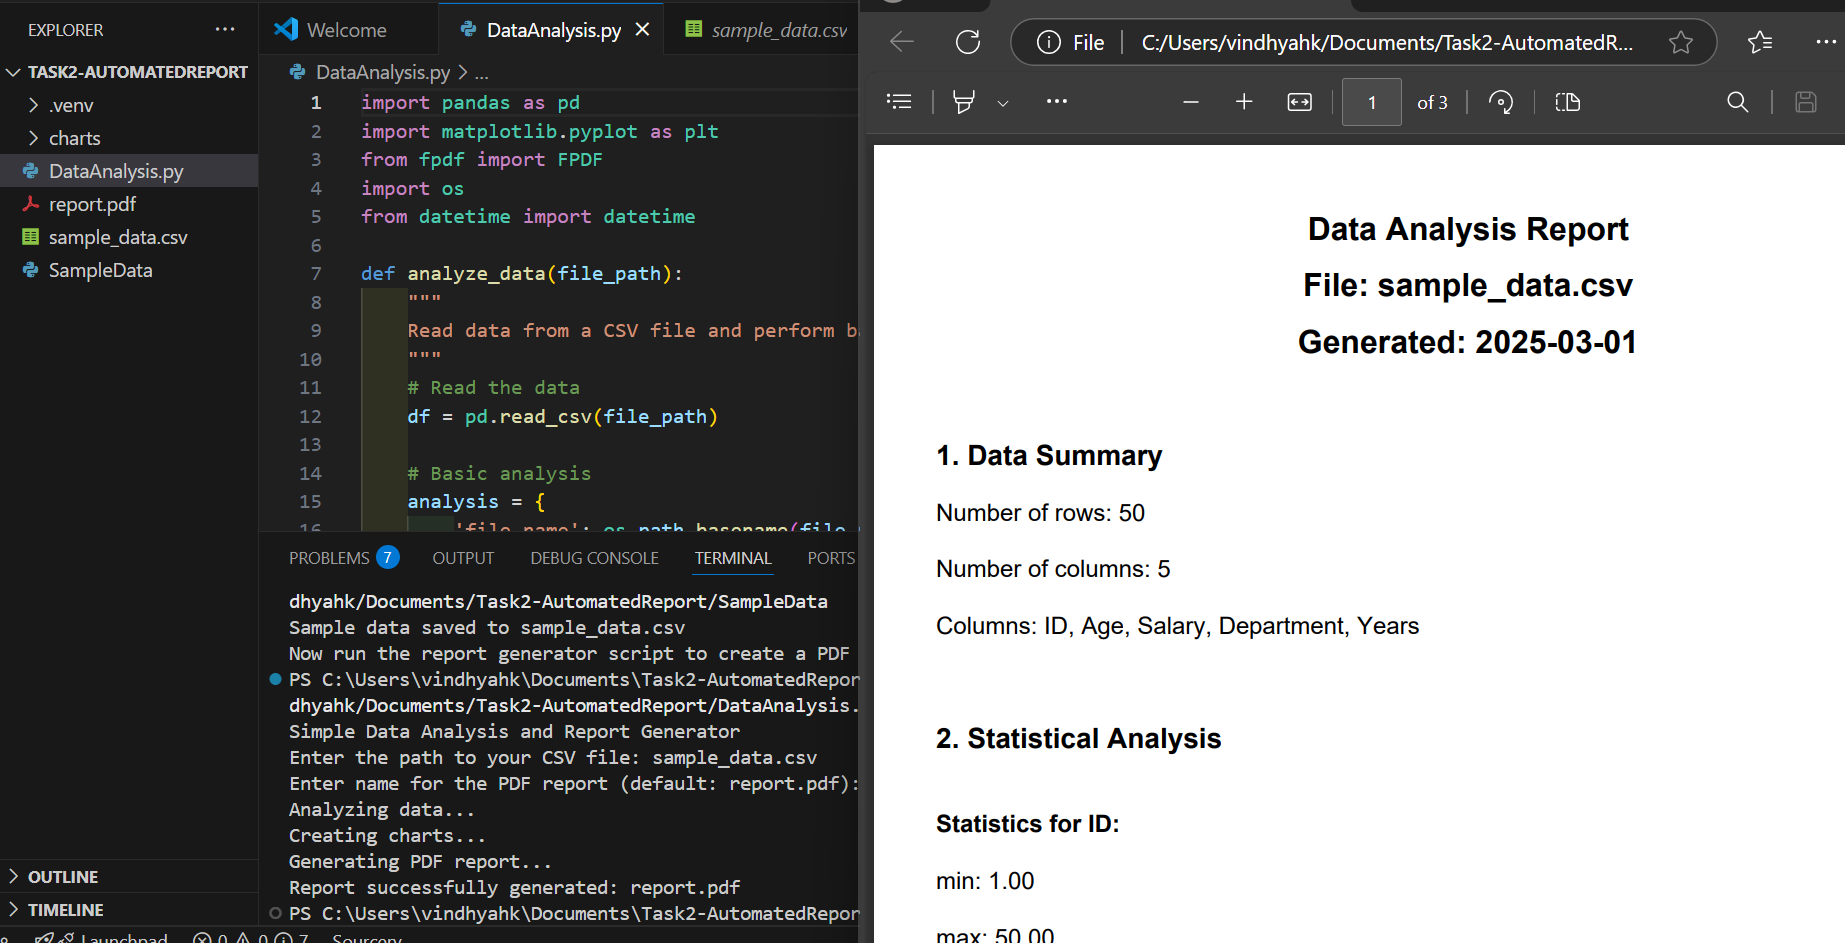 EXPLORER
TASK2-AUTOMATEDREPORT
.venv
charts
DataAnalysis.py
report.pdf
sample_data.csv
SampleData
OUTLINE
TIMELINE
Launchpad
0 0 7 Sourcery
Welcome
DataAnalysis.py
sample_data.csv
DataAnalysis.py > ...
1 import pandas as pd
2 import matplotlib.pyplot as plt
3 from fpdf import FPDF
4 import os
5 from datetime import datetime
6
7 def analyze_data(file_path):
8 """
9 Read data from a CSV file and perform ba
10 """
11 # Read the data
12 df = pd.read_csv(file_path)
13
14 # Basic analysis
15 analysis = {
16 'file_name': os.path.basename(file_
PROBLEMS 7 OUTPUT DEBUG CONSOLE TERMINAL PORTS
dhyahk/Documents/Task2-AutomatedReport/SampleData
Sample data saved to sample_data.csv
Now run the report generator script to create a PDF
PS C:\Users\vindhyahk\Documents\Task2-AutomatedRepor
dhyahk/Documents/Task2-AutomatedReport/DataAnalysis.
Simple Data Analysis and Report Generator
Enter the path to your CSV file: sample_data.csv
Enter name for the PDF report (default: report.pdf):
Analyzing data...
Creating charts...
Generating PDF report...
Report successfully generated: report.pdf
PS C:\Users\vindhyahk\Documents\Task2-AutomatedRepor
File C:/Users/vindhyahk/Documents/Task2-AutomatedR...
1 of 3
Data Analysis Report
File: sample_data.csv
Generated: 2025-03-01
1. Data Summary
Number of rows: 50
Number of columns: 5
Columns: ID, Age, Salary, Department, Years
2. Statistical Analysis
Statistics for ID:
min: 1.00
max: 50.00